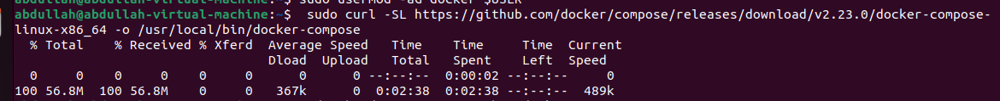 abdullah@abdullah-virtual-machine:~$ sudo usermod -aG docker $USER
abdullah@abdullah-virtual-machine:~$  sudo curl -SL https://github.com/docker/compose/releases/download/v2.23.0/docker-compose-
linux-x86_64 -o /usr/local/bin/docker-compose
% Total % Received % Xferd Average Speed Time Time Time Current
Dload Upload Total Spent Left Speed
0 0 0 0 0 0 0 0 --:--:-- 0:00:02 --:--:-- 0
100 56.8M 100 56.8M 0 0 367k 0 0:02:38 0:02:38 --:--:-- 489k